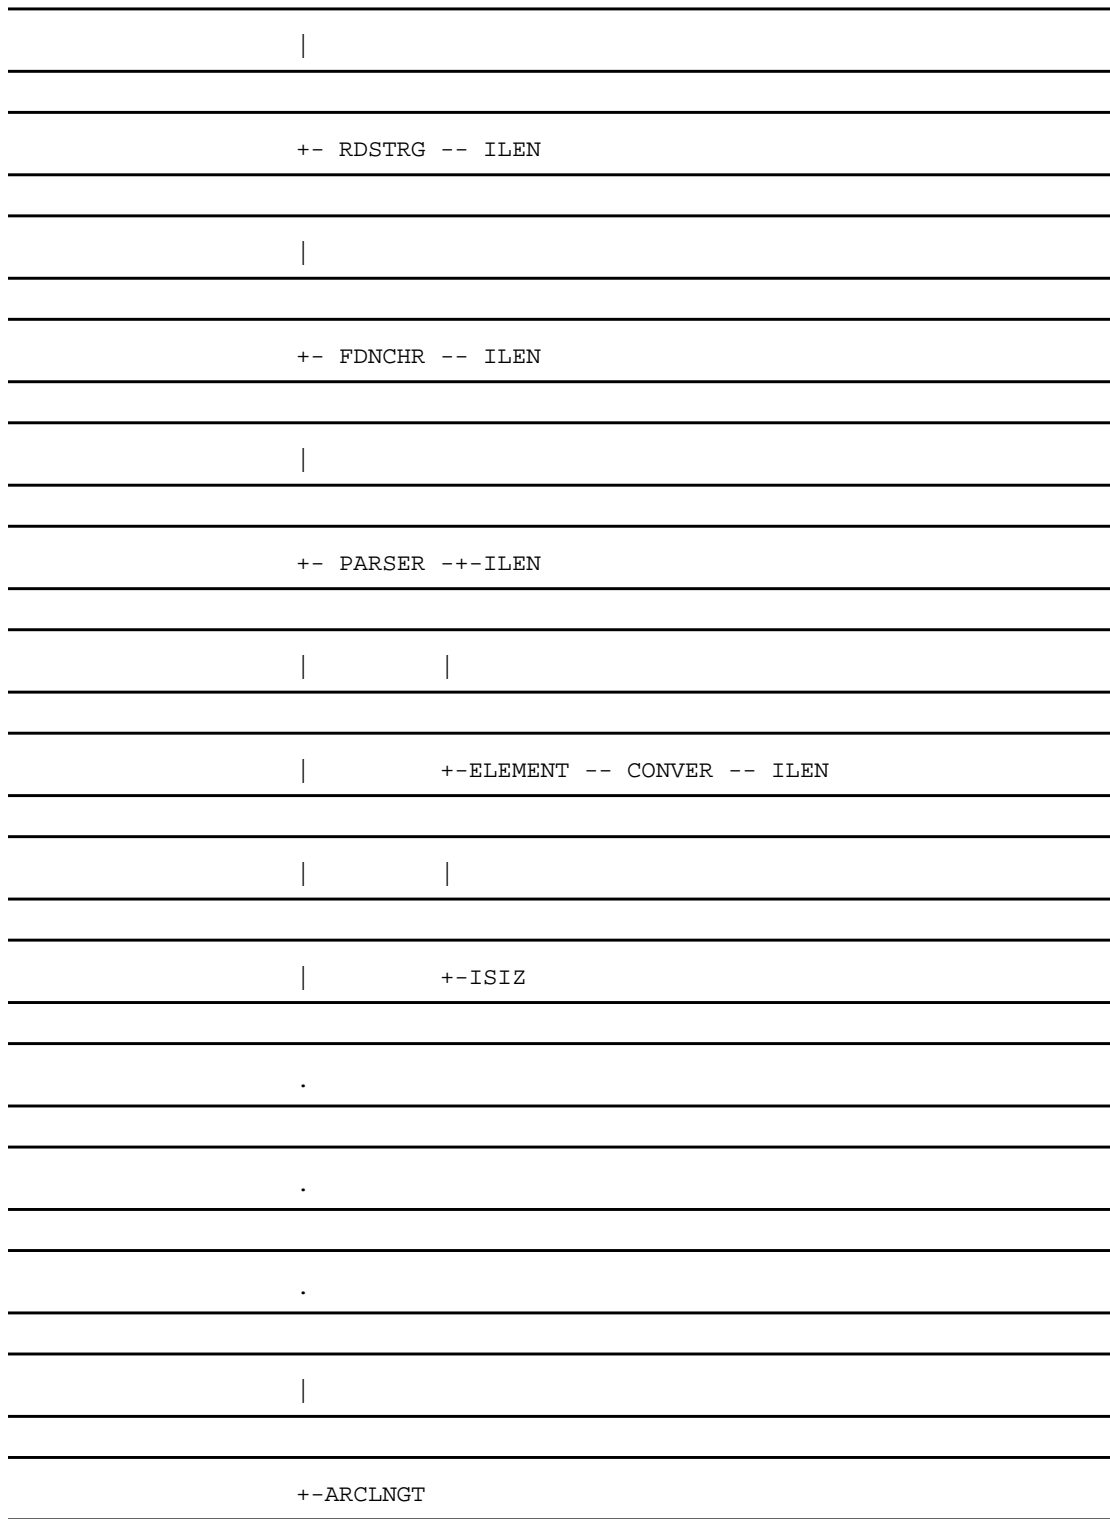 |
+- RDSTRG -- ILEN
|
+- FDNCHR -- ILEN
|
+- PARSER -+-ILEN
|         |
|         +-ELEMENT -- CONVER -- ILEN
|         |
|         +-ISIZ
.
.
.
|
+-ARCLNGT